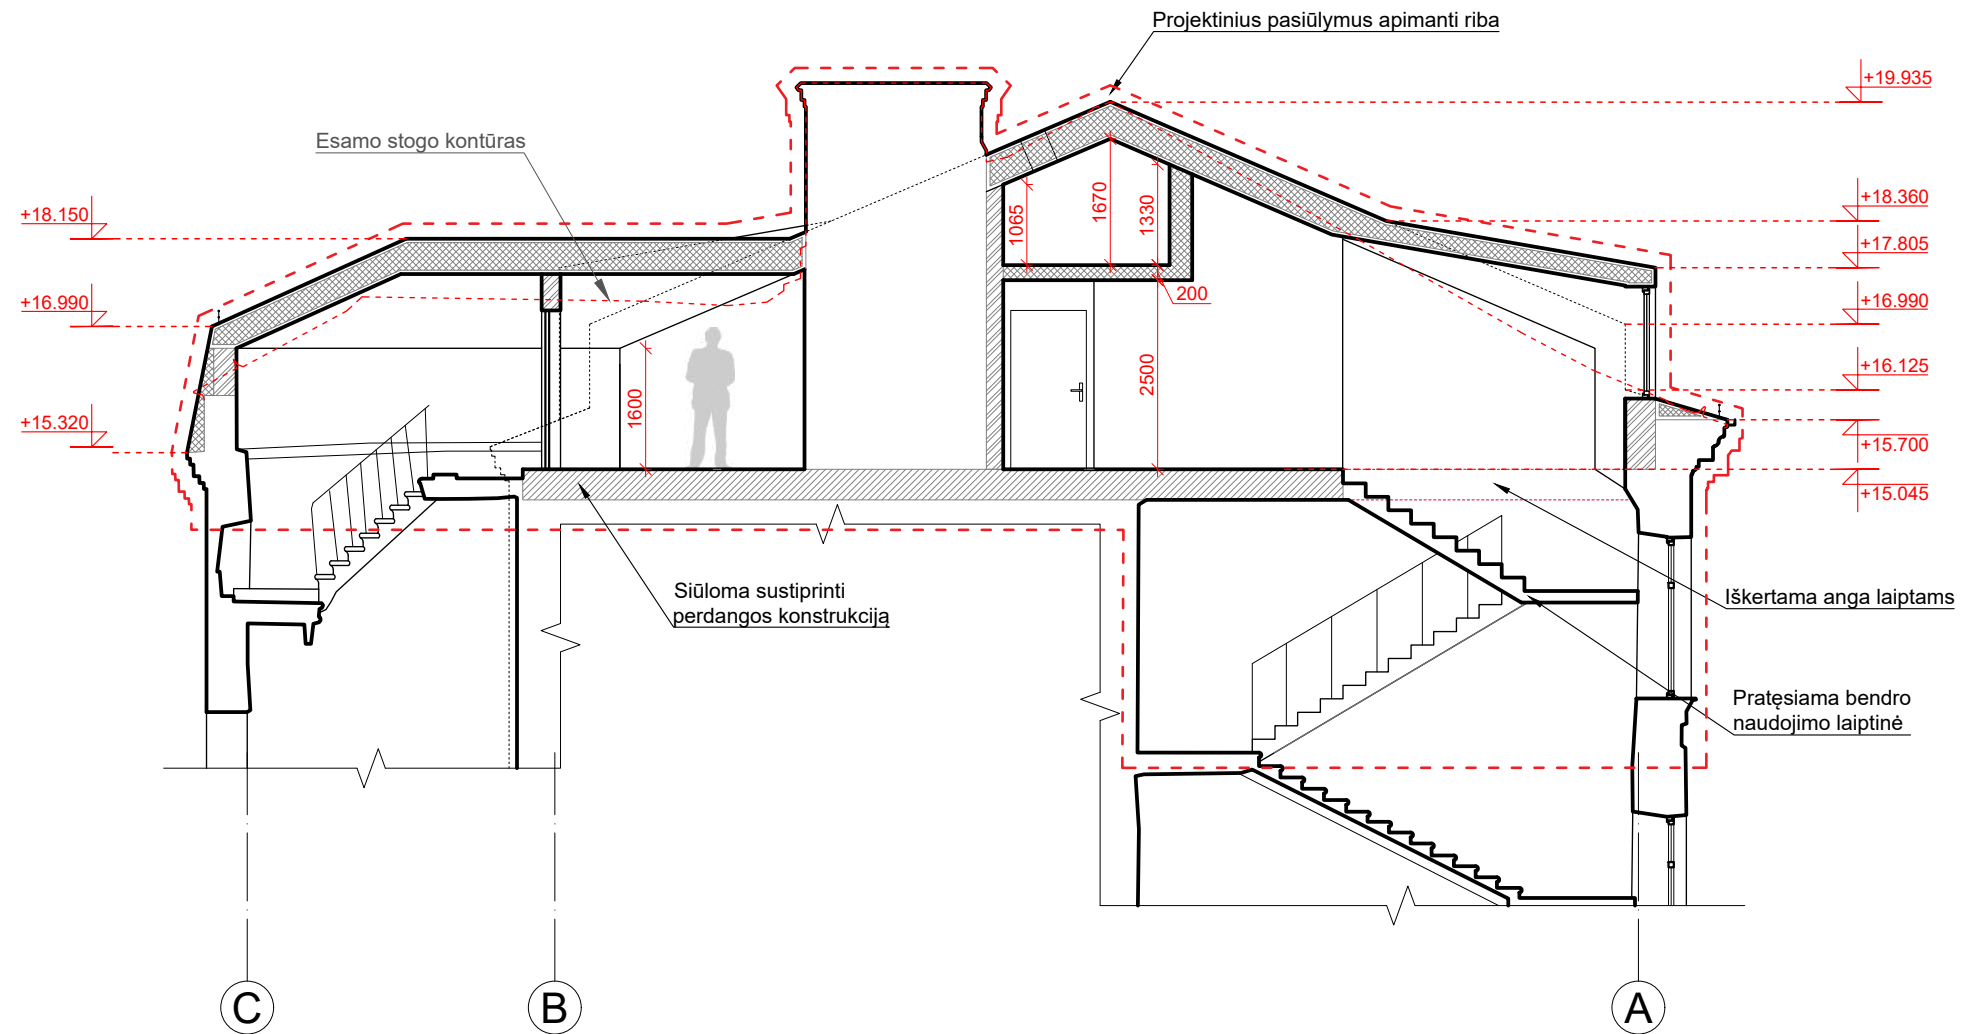 Projektinius pasiūlymus apimanti riba
+19.935
Esamo stogo kontūras
+18.150
+18.360
+17.805
1065
1670
1330
200
+16.990
+16.990
1600
2500
+16.125
+15.320
+15.700
+15.045
Siūloma sustiprinti
perdangos konstrukciją
Iškertama anga laiptams
Pratęsiama bendro
naudojimo laiptinė
C
B
A